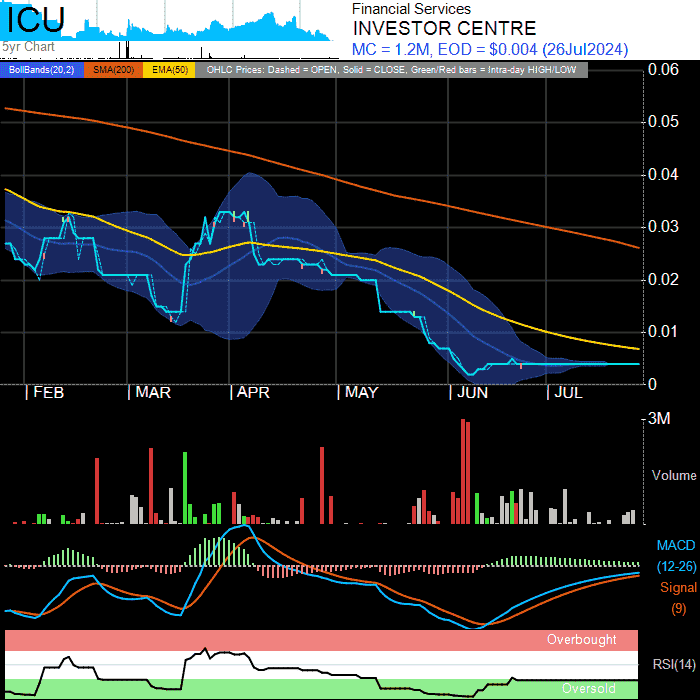 ICU
5yr Chart
Financial Services
INVESTOR CENTRE
MC = 1.2M, EOD = $0.004 (26Jul2024)
BollBands(20,2) SMA(200) EMA(50) OHLC Prices: Dashed = OPEN, Solid = CLOSE, Green/Red bars = Intra-day HIGH/LOW
0.06
0.05
0.04
0.03
0.02
0.01
0
| FEB | MAR | APR | MAY | JUN | JUL
3M
Volume
MACD
(12-26)
Signal
(9)
Overbought
RSI(14)
Oversold